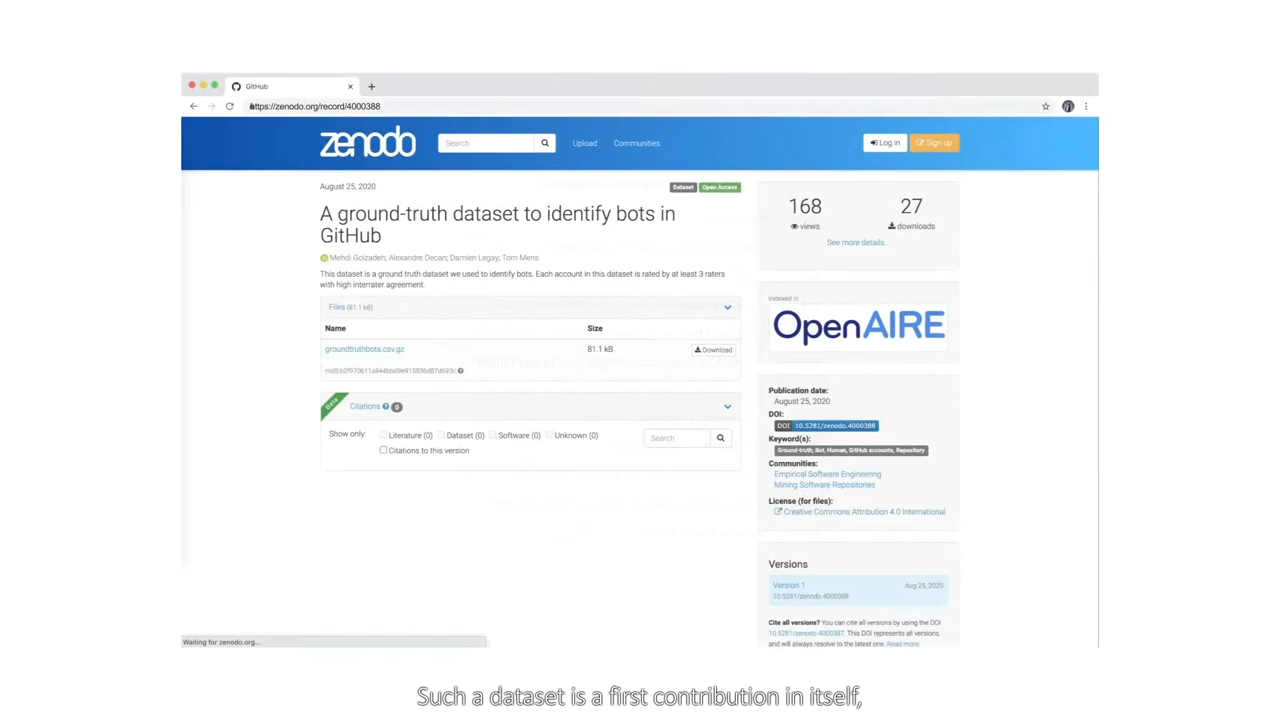 GitHub
https://zenodo.org/record/4000388
zenodo
Search
Upload
Communities
Log in
Sign up
August 25, 2020
Dataset
Open Access
A ground-truth dataset to identify bots in
GitHub
Mehdi Golzadeh; Alexandre Decan; Damien Legay; Tom Mens
This dataset is a ground truth dataset we used to identify bots. Each account in this dataset is rated by at least 3 raters
with high interrater agreement.
Files (81.1 kB)
Name
Size
groundtruthbots.csv.gz
81.1 kB
Download
Beta
Citations
0
Show only:
Literature (0)
Dataset (0)
Software (0)
Unknown (0)
Citations to this version
Search
168
views
27
downloads
See more details...
Indexed in
OpenAIRE
Publication date:
August 25, 2020
DOI:
DOI 10.5281/zenodo.4000388
Keyword(s):
Ground-truth; Bot, Human, GitHub accounts, Repository
Communities:
Empirical Software Engineering
Mining Software Repositories
License (for files):
Creative Commons Attribution 4.0 International
Versions
Version 1
Aug 25, 2020
10.5281/zenodo.4000388
Cite all versions? You can cite all versions by using the DOI
10.5281/zenodo.4000387. This DOI represents all versions,
and will always resolve to the latest one. Read more.
Waiting for zenodo.org...
Such a dataset is a first contribution in itself,